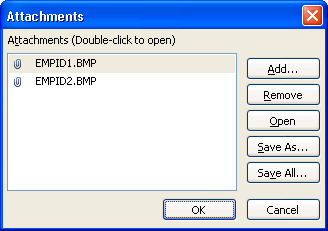 Attachments
Attachments (Double-click to open)
EMPID1.BMP
EMPID2.BMP
Add...
Remove
Open
Save As...
Save All...
OK
Cancel